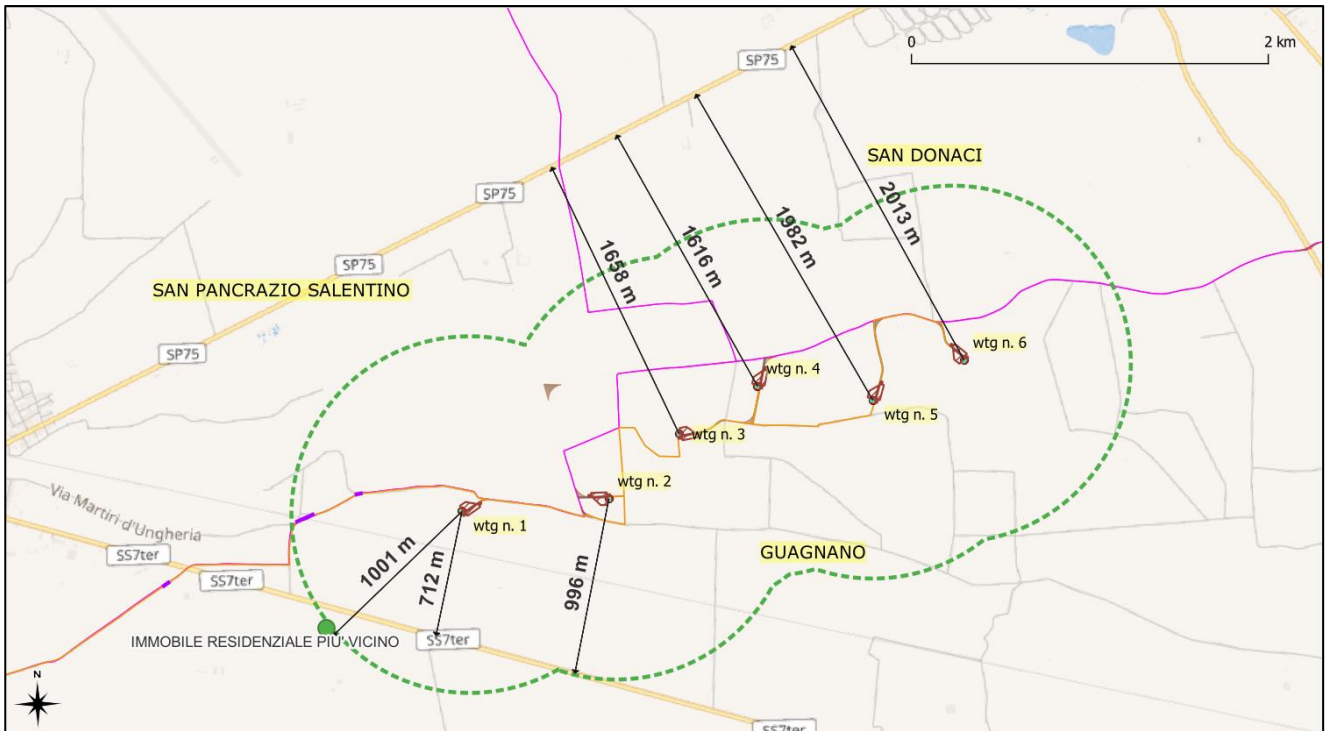 SP75
0
2 km
SAN DONACI
SP75
2013 m
1982 m
1616 m
1658 m
SP75
SAN PANCRAZIO SALENTINO
SP75
wtg n. 6
wtg n. 4
wtg n. 5
wtg n. 3
wtg n. 2
Via Martiri d'Ungheria
wtg n. 1
GUAGNANO
SS7ter
SS7ter
1001 m
712 m
996 m
IMMOBILE RESIDENZIALE PIU' VICINO
SS7ter
N
SS7ter